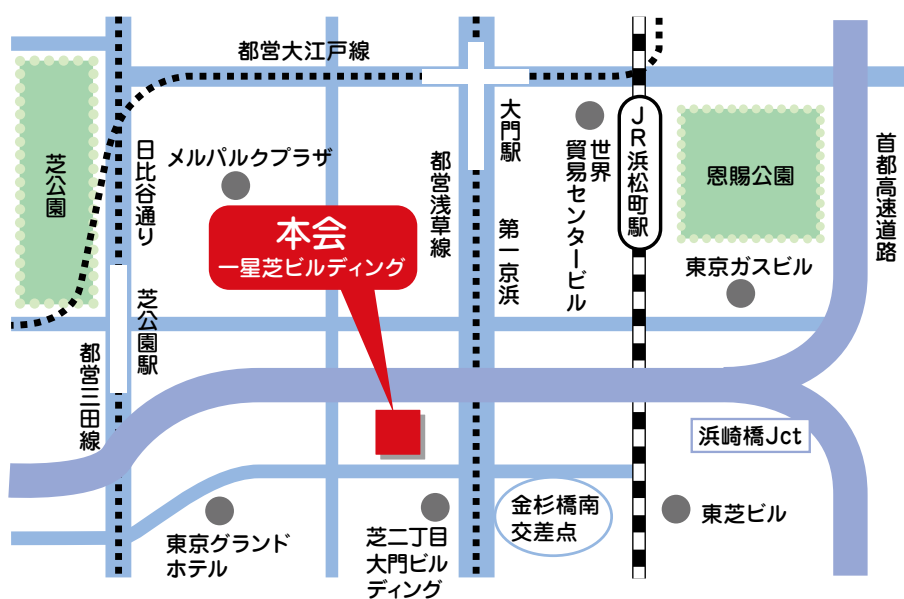 都営大江戸線
芝公園
日比谷通り
メルパルクプラザ
都営浅草線
大門駅
世界
貿易センタービル
JR浜松町駅
恩賜公園
首都高速道路
本会
一星芝ビルディング
第一京浜
東京ガスビル
芝公園駅
都営三田線
浜崎橋Jct
東京グランド
ホテル
芝二丁目
大門ビル
ディング
金杉橋南
交差点
東芝ビル